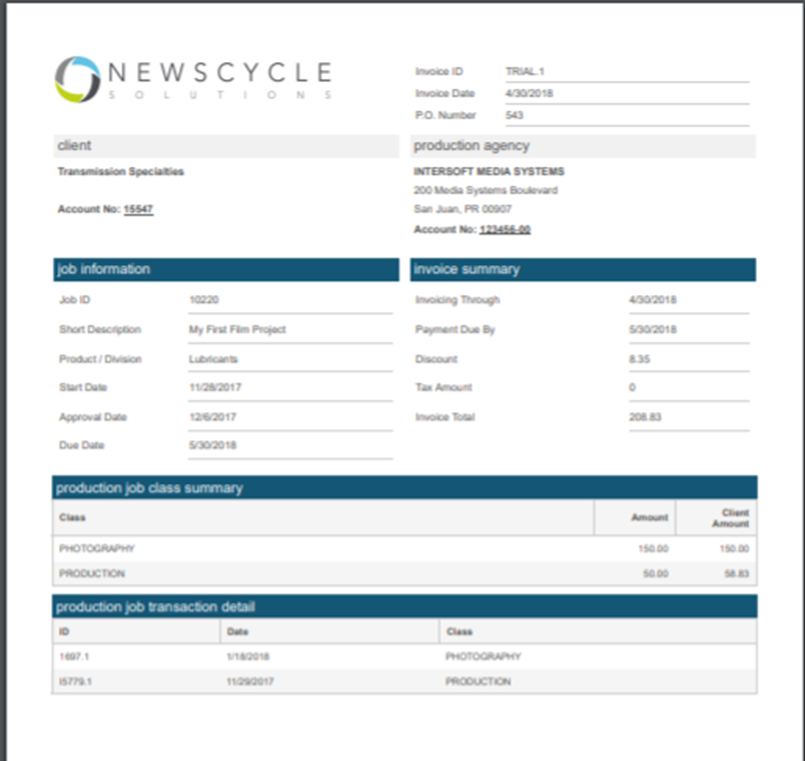 NEWSCYCLE
SOLUTIONS
Invoice ID TRIAL.1
Invoice Date 4/30/2018
P.O. Number 543
client
Transmission Specialties
Account No: 15547
production agency
INTERSOFT MEDIA SYSTEMS
200 Media Systems Boulevard
San Juan, PR 00907
Account No: 123456-00
job information
Job ID 10220
Short Description My First Film Project
Product / Division Lubricants
Start Date 11/28/2017
Approval Date 12/6/2017
Due Date 5/30/2018
invoice summary
Invoicing Through 4/30/2018
Payment Due By 5/30/2018
Discount 8.35
Tax Amount 0
Invoice Total 208.83
production job class summary
Class Amount Client Amount
PHOTOGRAPHY 150.00 150.00
PRODUCTION 50.00 58.83
production job transaction detail
ID Date Class
1697.1 1/18/2018 PHOTOGRAPHY
I5779.1 11/29/2017 PRODUCTION